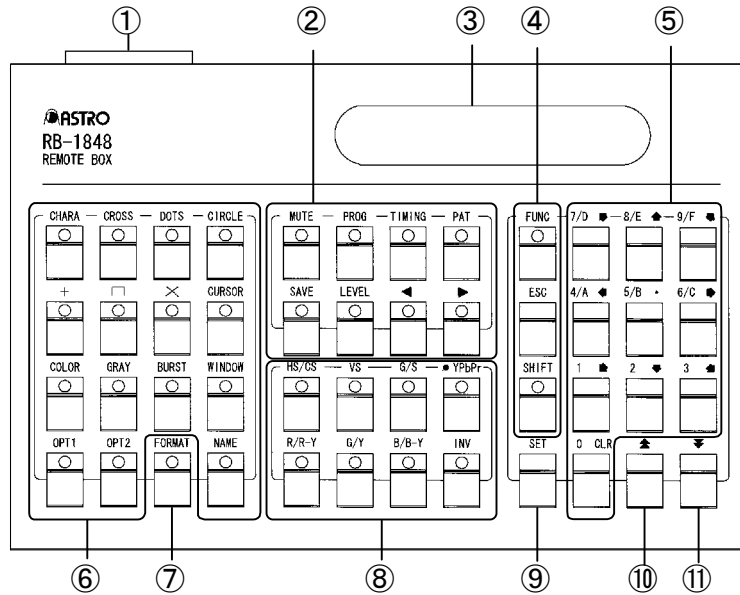 ① ② ③ ④ ⑤
ASTRO
RB-1848
REMOTE BOX
CHARA CROSS DOTS CIRCLE MUTE PROG TIMING PAT FUNC 7/D 8/E 9/F
CURSOR SAVE LEVEL ESC 4/A 5/B 6/C
COLOR GRAY BURST WINDOW HS/CS VS G/S YPbPr SHIFT 1 2 3
OPT1 OPT2 FORMAT NAME R/R-Y G/Y B/B-Y INV SET 0 CLR
⑥ ⑦ ⑧ ⑨ ⑩ ⑪